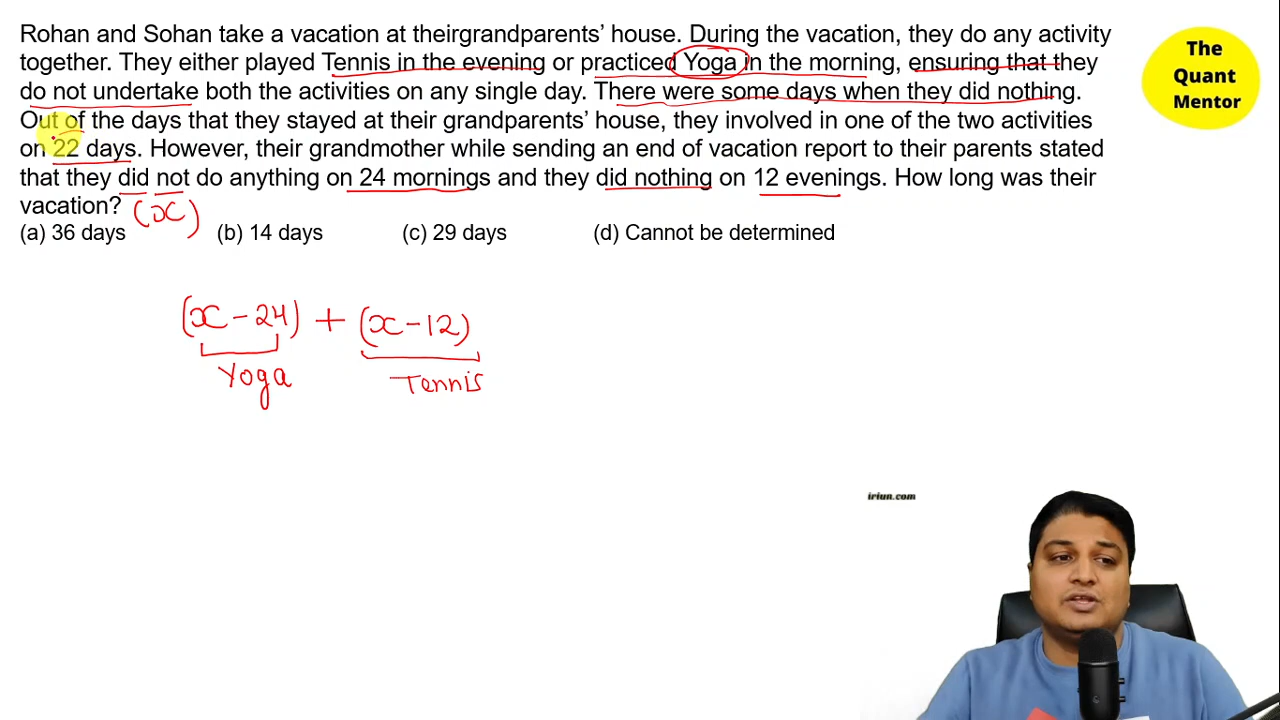 Rohan and Sohan take a vacation at theirgrandparents' house. During the vacation, they do any activity
together. They either played Tennis in the evening or practiced Yoga in the morning, ensuring that they
do not undertake both the activities on any single day. There were some days when they did nothing.
Out of the days that they stayed at their grandparents' house, they involved in one of the two activities
on 22 days. However, their grandmother while sending an end of vacation report to their parents stated
that they did not do anything on 24 mornings and they did nothing on 12 evenings. How long was their
vacation? (x)
(a) 36 days (b) 14 days (c) 29 days (d) Cannot be determined
The
Quant
Mentor
(x - 24) + (x - 12)
Yoga Tennis
iriun.com